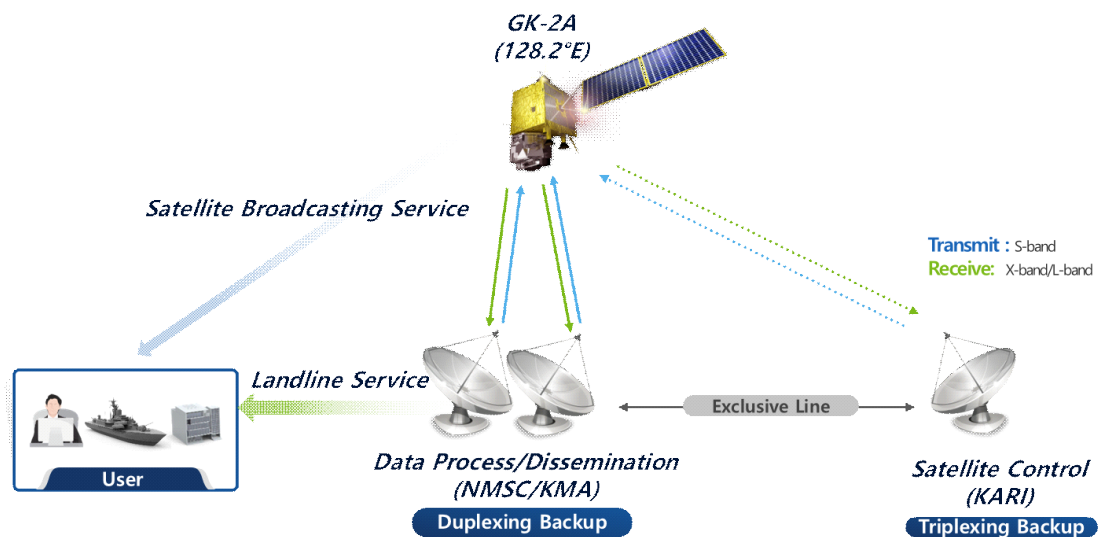 GK-2A
(128.2°E)
Satellite Broadcasting Service
Transmit : S-band
Receive: X-band/L-band
Landline Service
Exclusive Line
User
Data Process/Dissemination
(NMSC/KMA)
Duplexing Backup
Satellite Control
(KARI)
Triplexing Backup